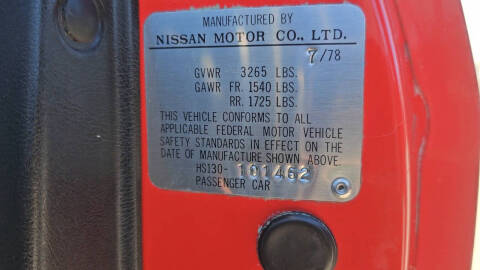 MANUFACTURED BY
NISSAN MOTOR CO., LTD.
7/78
GVWR 3265 LBS.
GAWR FR. 1540 LBS.
RR. 1725 LBS.
THIS VEHICLE CONFORMS TO ALL
APPLICABLE FEDERAL MOTOR VEHICLE
SAFETY STANDARDS IN EFFECT ON THE
DATE OF MANUFACTURE SHOWN ABOVE.
HS130-101462
PASSENGER CAR